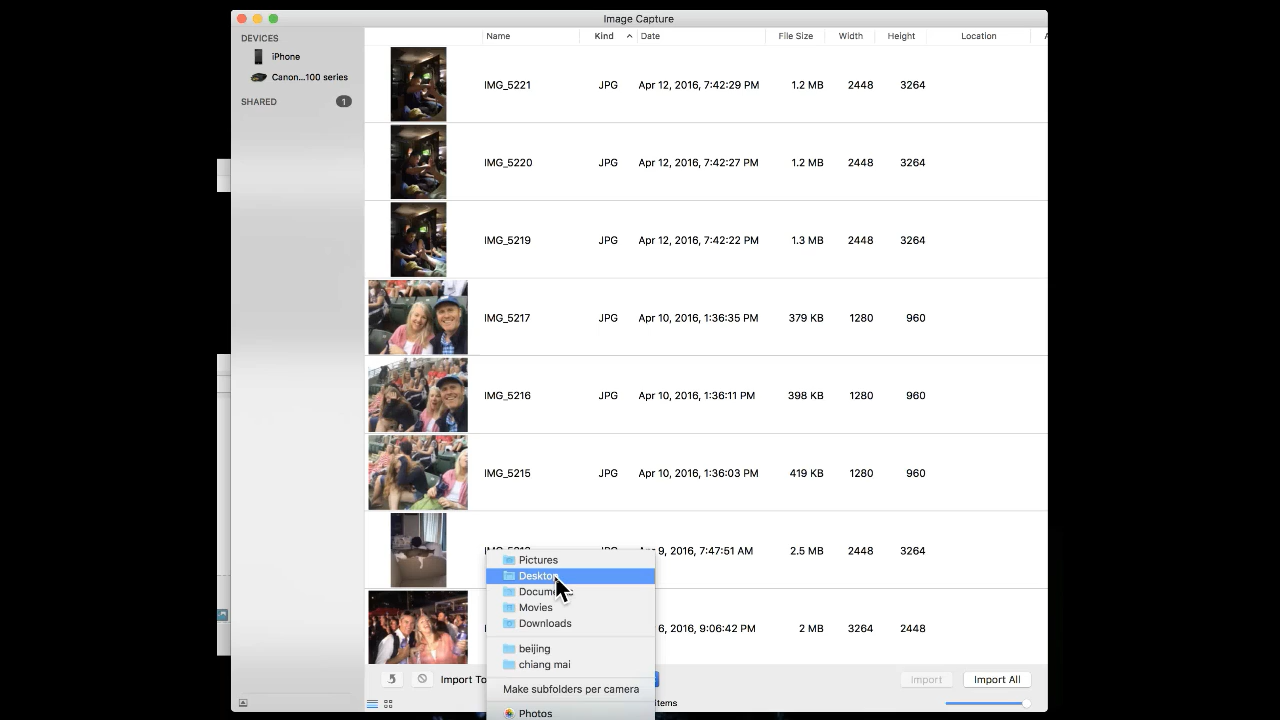 Image Capture
DEVICES
iPhone
Canon...100 series
SHARED 1
Name Kind Date File Size Width Height Location
IMG_5221 JPG Apr 12, 2016, 7:42:29 PM 1.2 MB 2448 3264
IMG_5220 JPG Apr 12, 2016, 7:42:27 PM 1.2 MB 2448 3264
IMG_5219 JPG Apr 12, 2016, 7:42:22 PM 1.3 MB 2448 3264
IMG_5217 JPG Apr 10, 2016, 1:36:35 PM 379 KB 1280 960
IMG_5216 JPG Apr 10, 2016, 1:36:11 PM 398 KB 1280 960
IMG_5215 JPG Apr 10, 2016, 1:36:03 PM 419 KB 1280 960
9, 2016, 7:47:51 AM 2.5 MB 2448 3264
6, 2016, 9:06:42 PM 2 MB 3264 2448
Pictures
Desktop
Movies
Downloads
beijing
chiang mai
Make subfolders per camera
Photos
Import To
Import
Import All